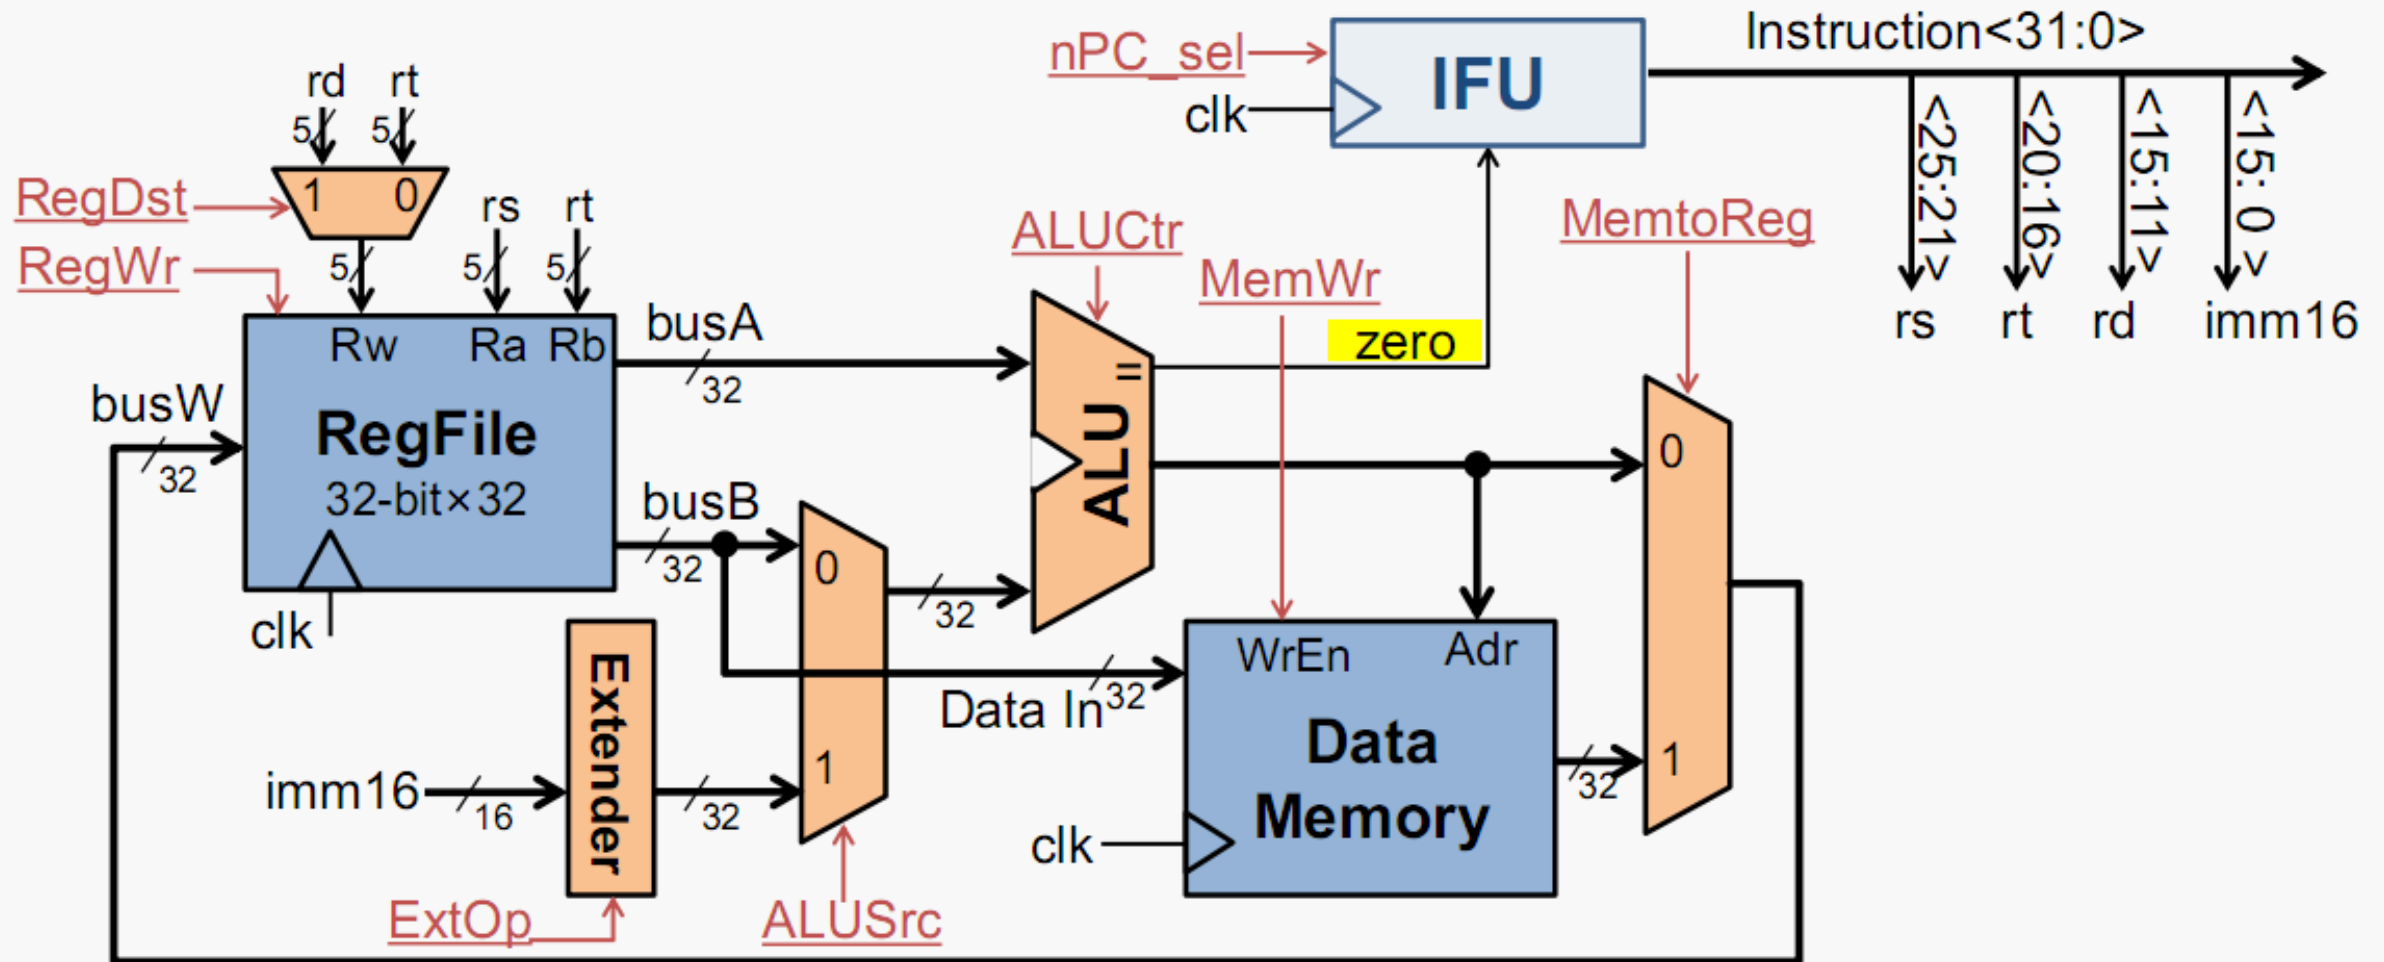 Instruction<31:0>
nPC_sel
IFU
clk
<25:21>
<20:16>
<15:11>
<15: 0 >
rs
rt
rd
imm16
rd
rt
5
5
RegDst
1
0
rs
rt
RegWr
5
5
5
ALUCtr
MemWr
MemtoReg
Rw
Ra
Rb
busA
32
zero
=
busW
32
RegFile
32-bit×32
ALU
0
busB
32
0
32
clk
Extender
WrEn
Adr
Data In
32
Data
Memory
1
32
imm16
16
32
1
clk
ExtOp
ALUSrc